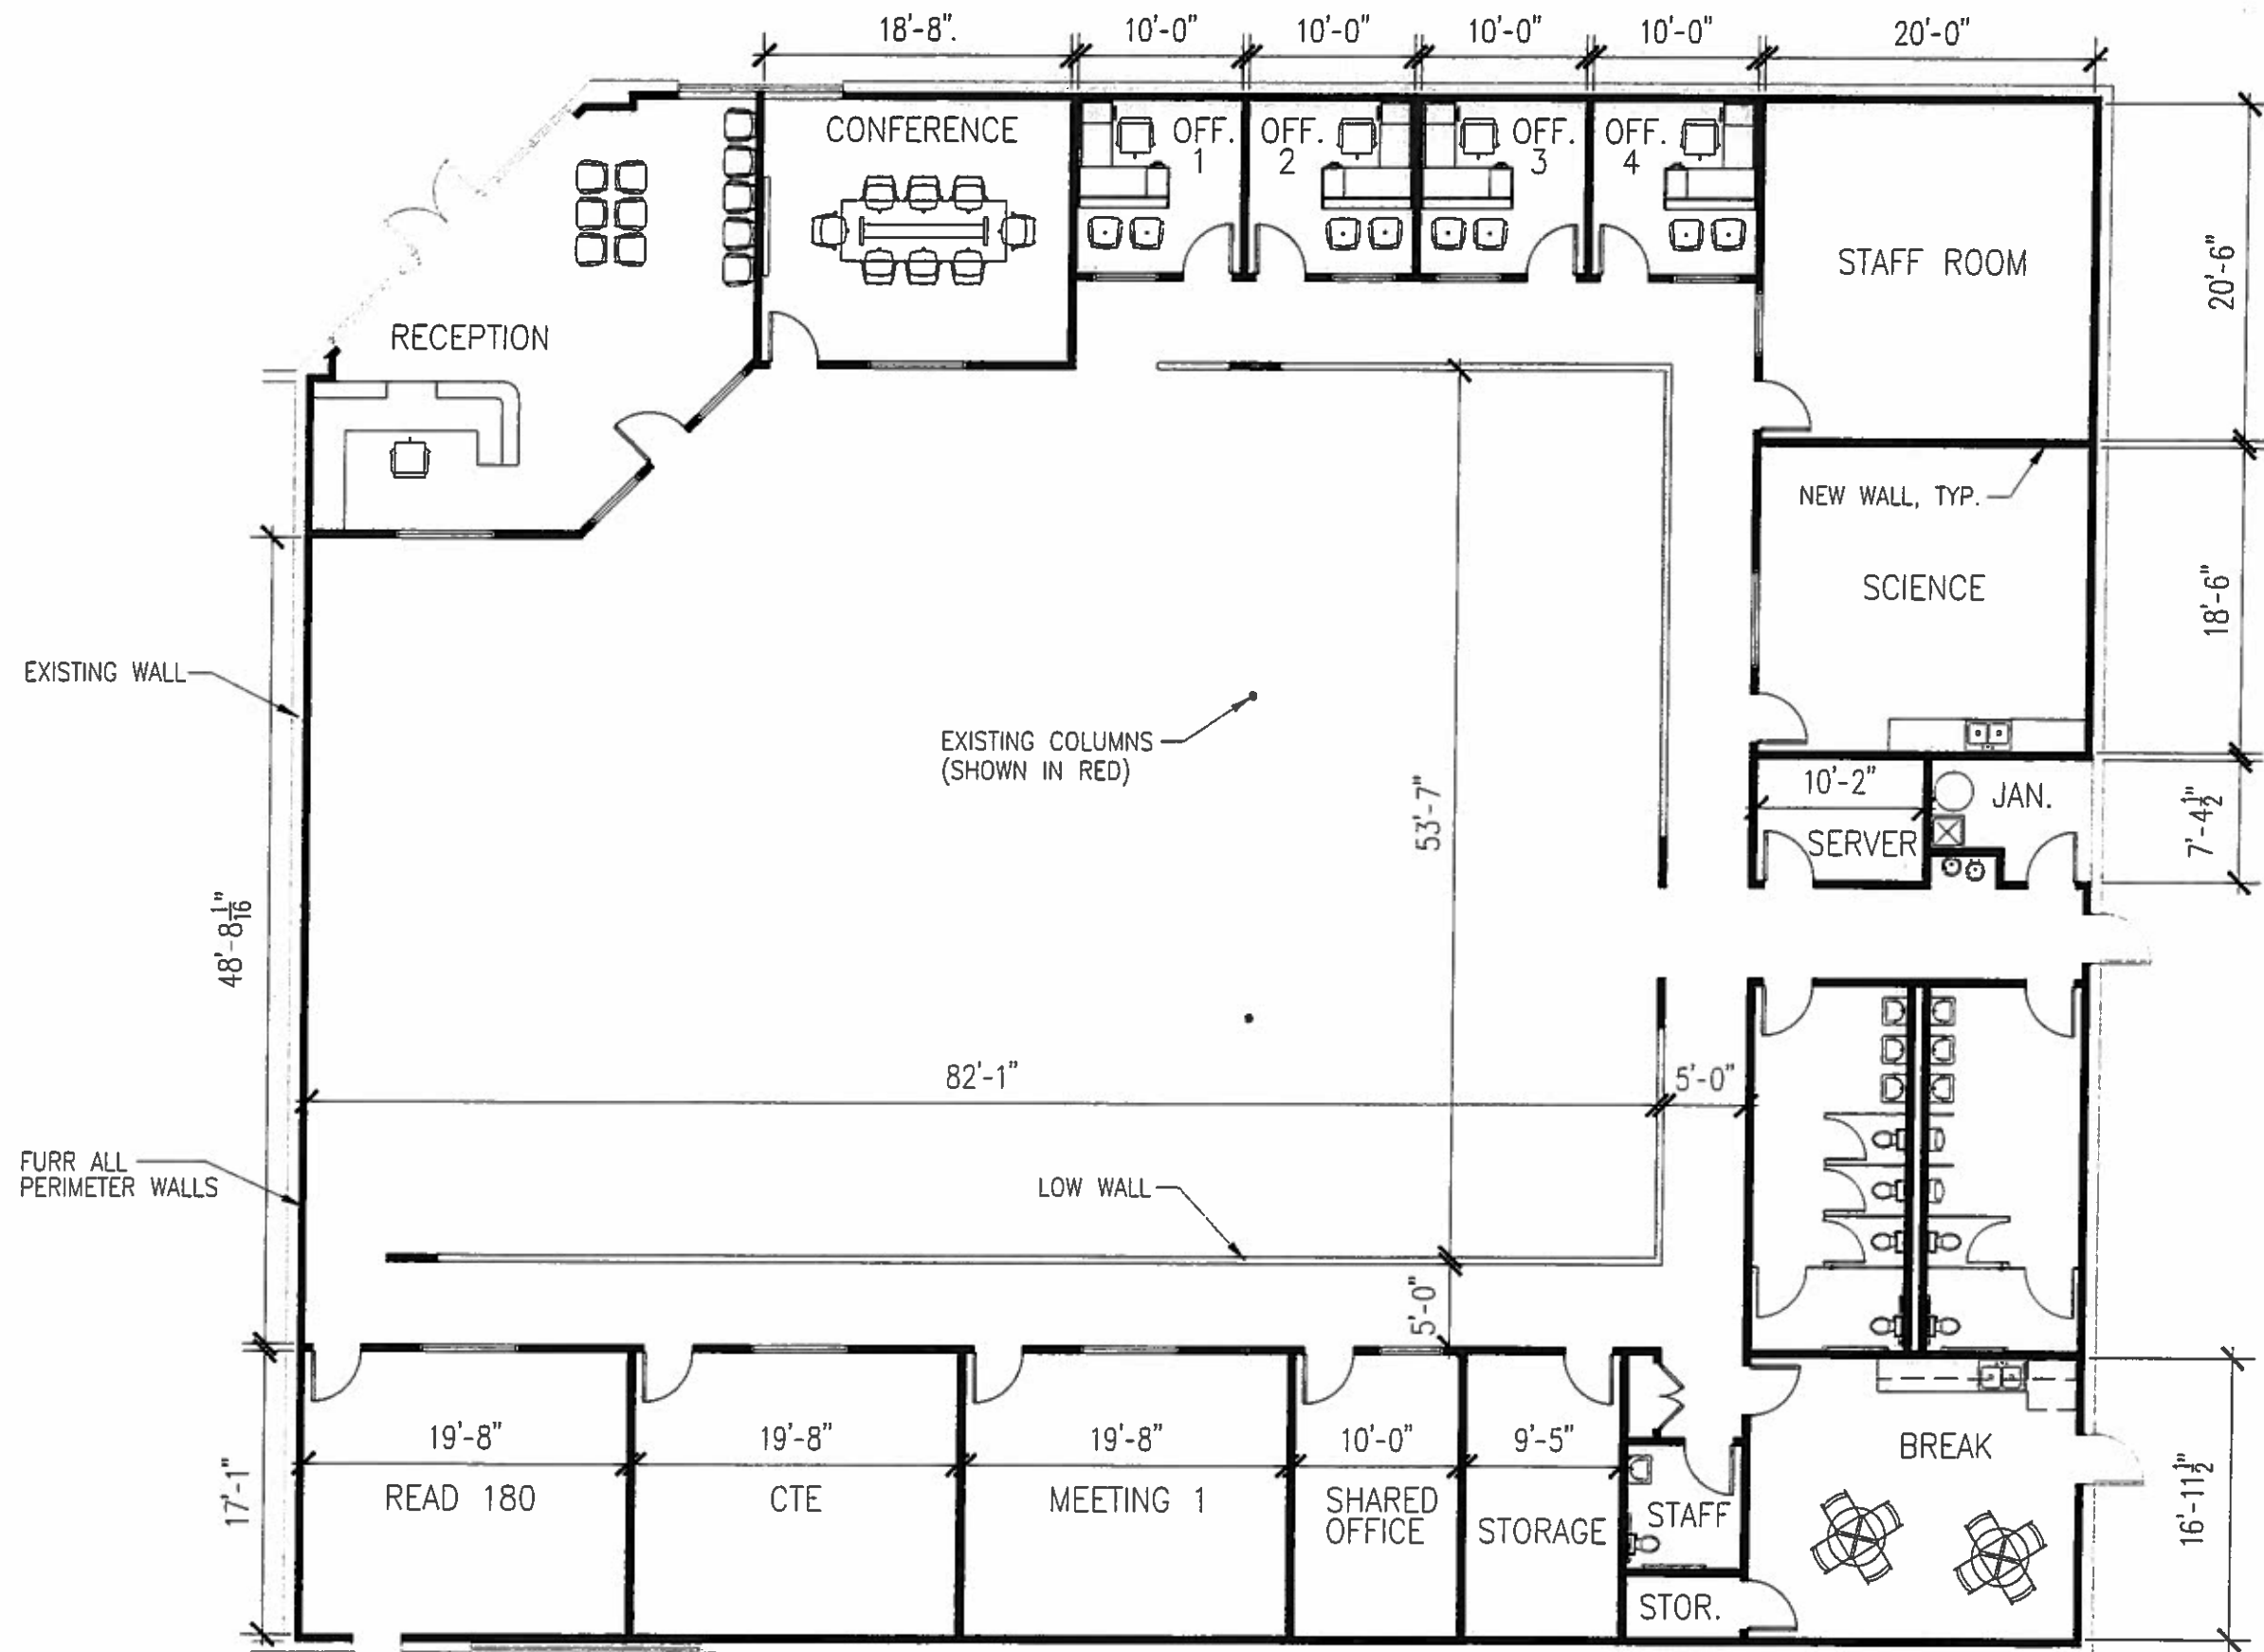 18'-8".
10'-0"
10'-0"
10'-0"
10'-0"
20'-0"
CONFERENCE
OFF.
1
OFF.
2
OFF.
3
OFF.
4
STAFF ROOM
20'-6"
RECEPTION
NEW WALL, TYP.
SCIENCE
18'-6"
EXISTING WALL
EXISTING COLUMNS
(SHOWN IN RED)
53'-7"
10'-2"
SERVER
JAN.
7'-4 1/2"
48'-8 1/16"
82'-1"
5'-0"
FURR ALL
PERIMETER WALLS
LOW WALL
5'-0"
19'-8"
READ 180
19'-8"
CTE
19'-8"
MEETING 1
10'-0"
SHARED
OFFICE
9'-5"
STORAGE
STAFF
STOR.
BREAK
17'-1"
16'-11 1/2"